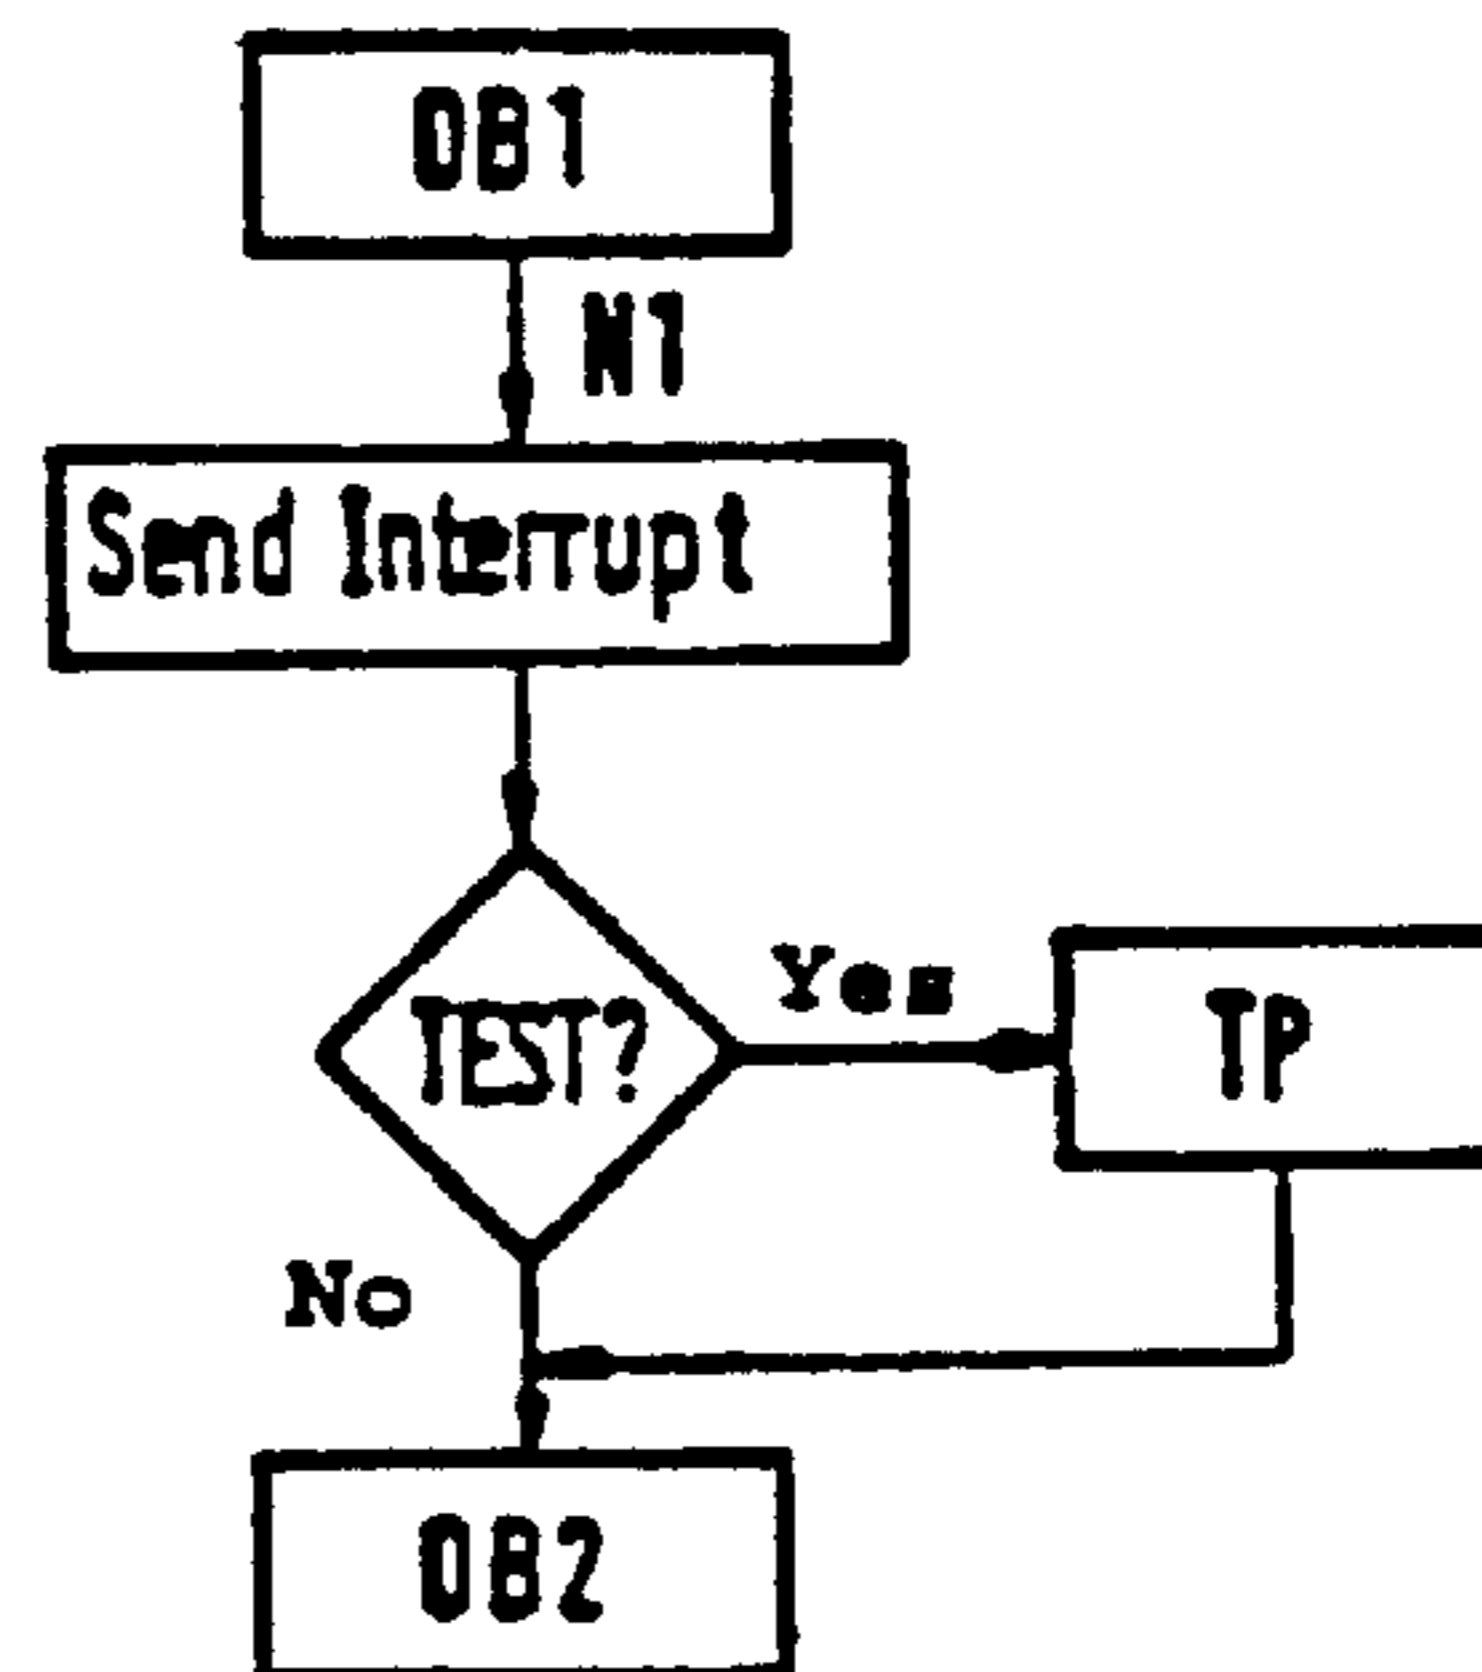 OB1
N1
Send Interrupt
Yes
TEST?
TP
No
OB2